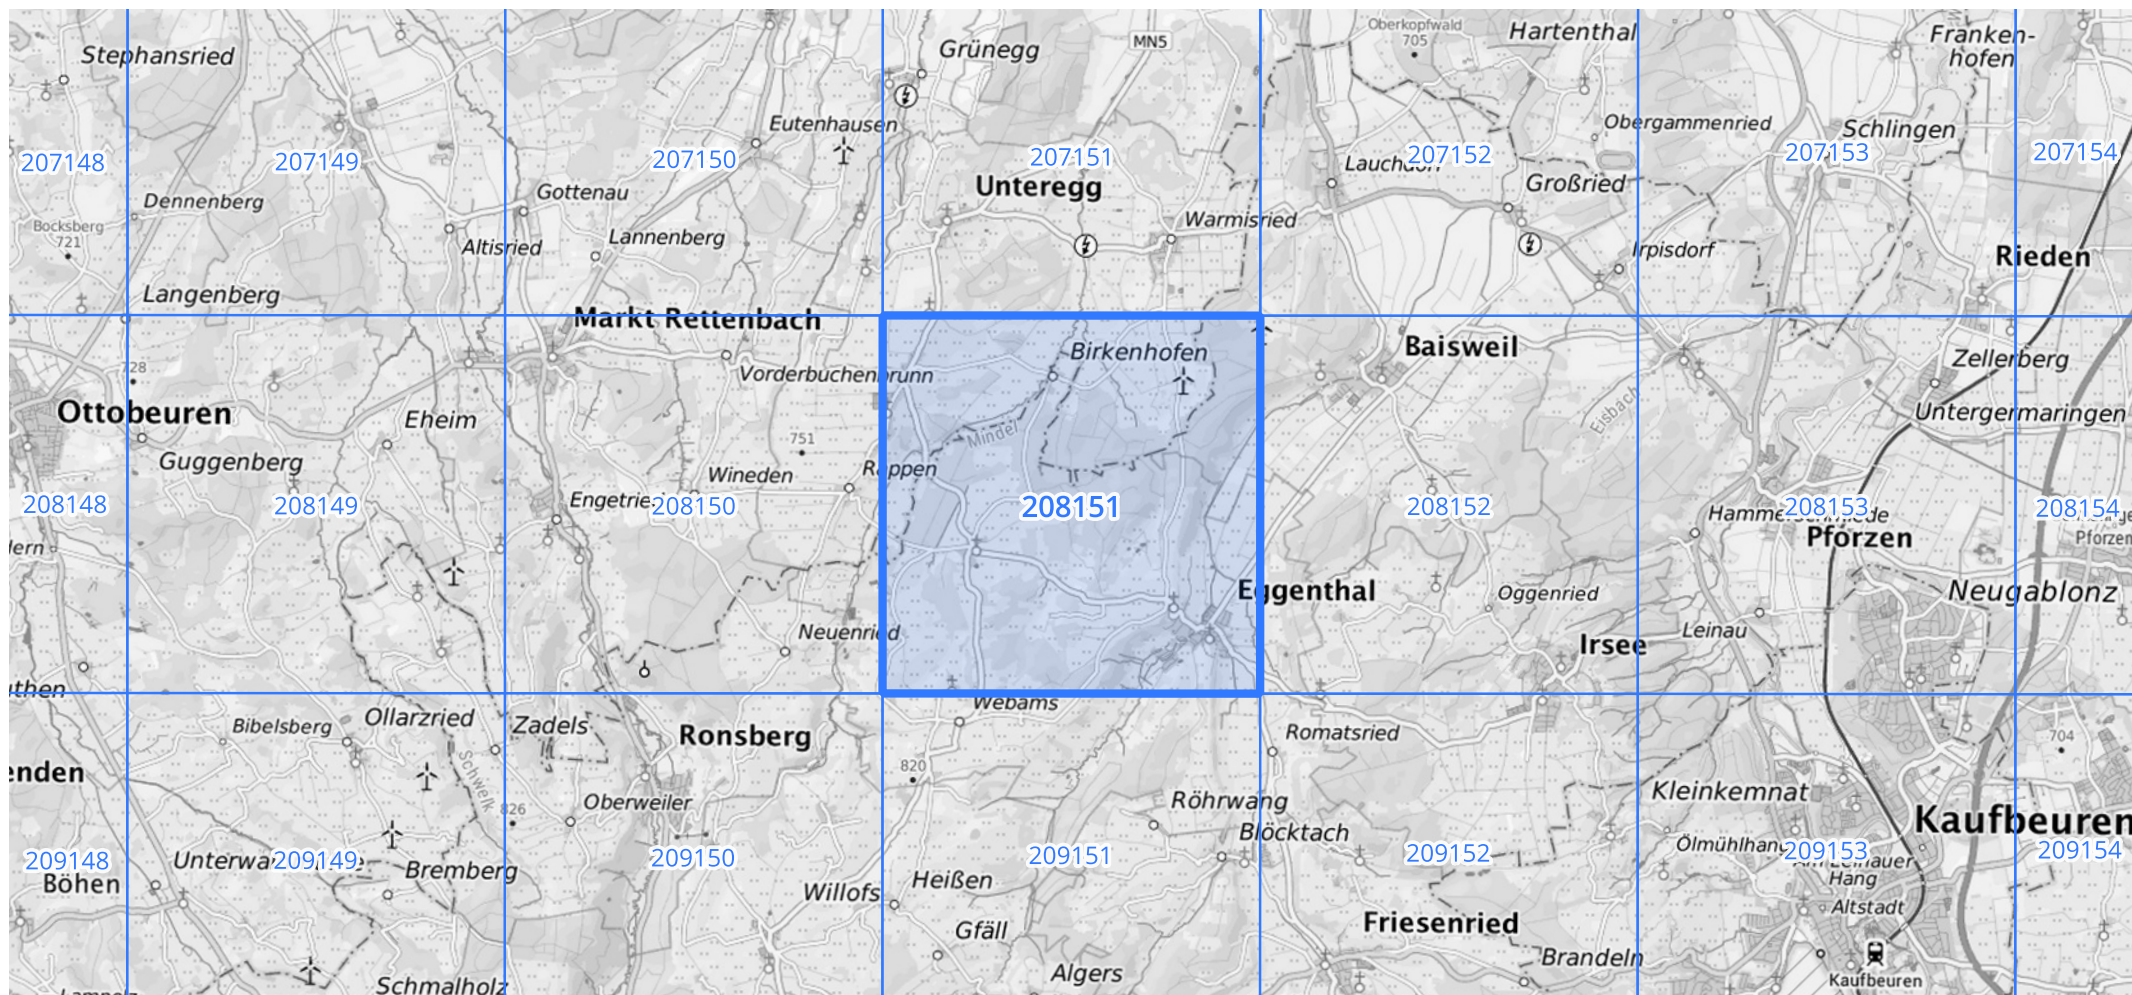 Stephansried
Grünegg
MN5
Oberkopfwald
705
Hartenthal
Franken-
hofen
Eutenhausen
Obergammenried
Schlingen
207148
207149
207150
207151
207152
207153
207154
Großried
Unteregg
Gottenau
Dennenberg
Warmisried
Bocksberg
721
Lannenberg
Altisried
Irpisdorf
Rieden
Langenberg
Markt Rettenbach
Birkenhofen
Baisweil
Zellerberg
728
Vorderbuchenbrunn
Ottobeuren
Eheim
Untergermaringen
Elsbach
Mindel
751
Guggenberg
Rappen
Wineden
Engetried
208148
208149
208150
208151
208152
208153
208154
Hammerschmiede
Pforzen
Pforzen
Eggenthal
Oggenried
Neugablonz
Neuenried
Leinau
Irsee
Webams
Bibelsberg
Ollarzried
Zadels
Ronsberg
Romatsried
704
820
Schwelk
826
Oberweiler
Röhrwang
Kleinkemnat
Blöcktach
Kaufbeuren
209148
209149
209150
209151
209152
209153
209154
Böhen
Bremberg
Willofs
Heißen
Hang
Altstadt
Gfäll
Friesenried
Brandeln
Algers
Schmalholz
Kaufbeuren